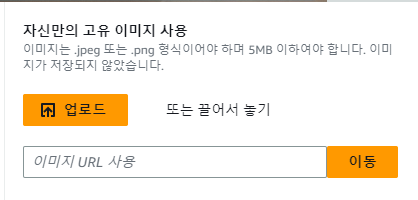 자신만의 고유 이미지 사용
이미지는 .jpeg 또는 .png 형식이어야 하며 5MB 이하여야 합니다. 이미
지가 저장되지 않았습니다.
업로드
또는 끌어서 놓기
이미지 URL 사용
이동